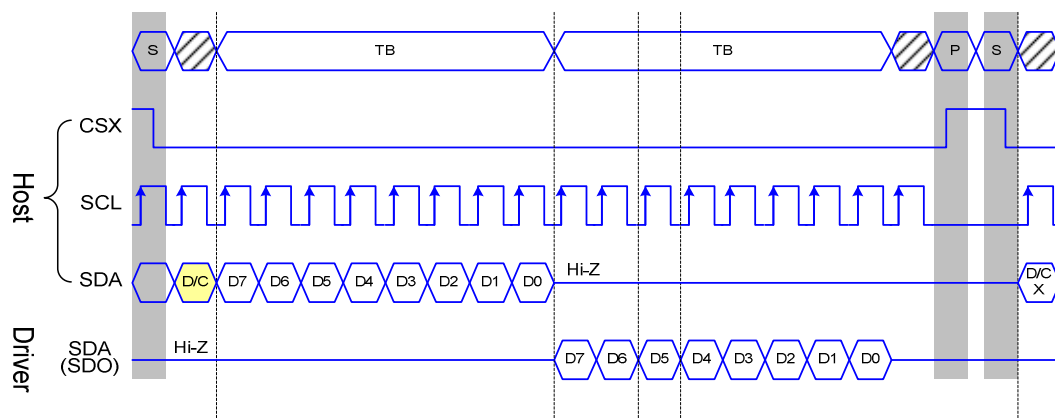 S TB TB P S
CSX
Host
SCL
SDA D/C D7 D6 D5 D4 D3 D2 D1 D0 Hi-Z D/C
X
Driver
SDA Hi-Z
(SDO) D7 D6 D5 D4 D3 D2 D1 D0